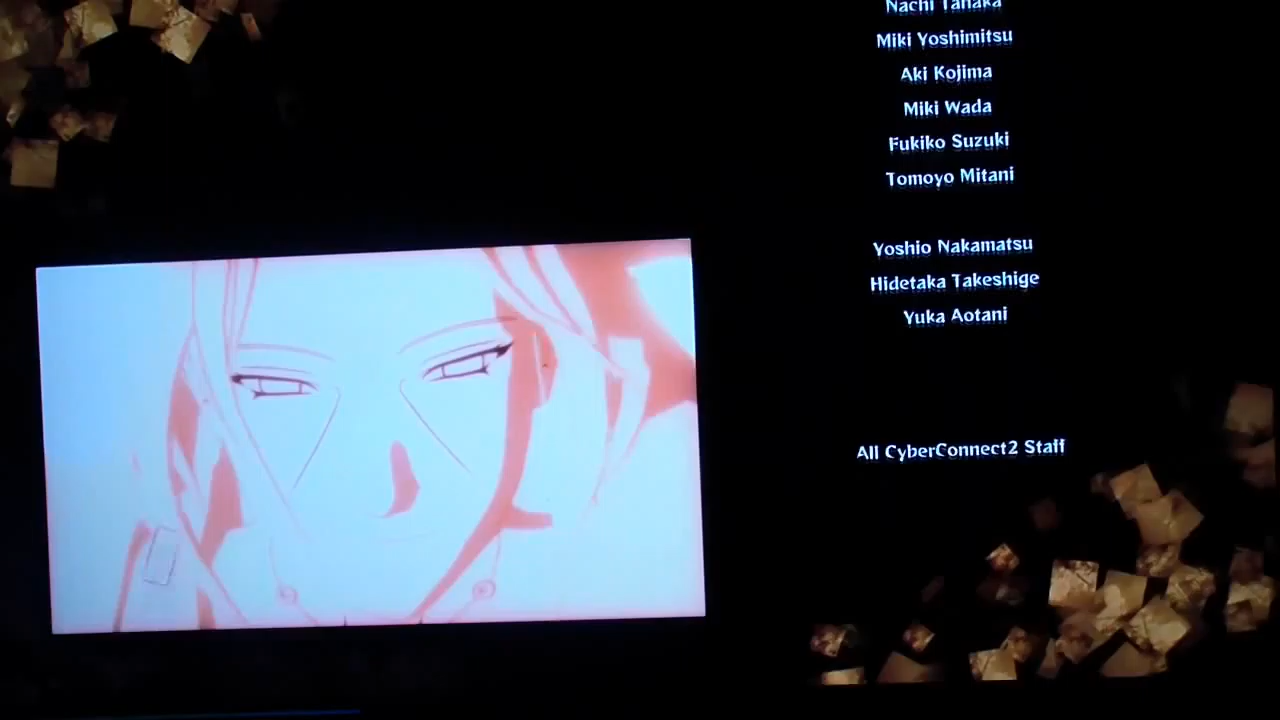 Nachi Tanaka
Miki Yoshimitsu
Aki Kojima
Miki Wada
Fukiko Suzuki
Tomoyo Mitani
Yoshio Nakamatsu
Hidetaka Takeshige
Yuka Aotani
All CyberConnect2 Staff